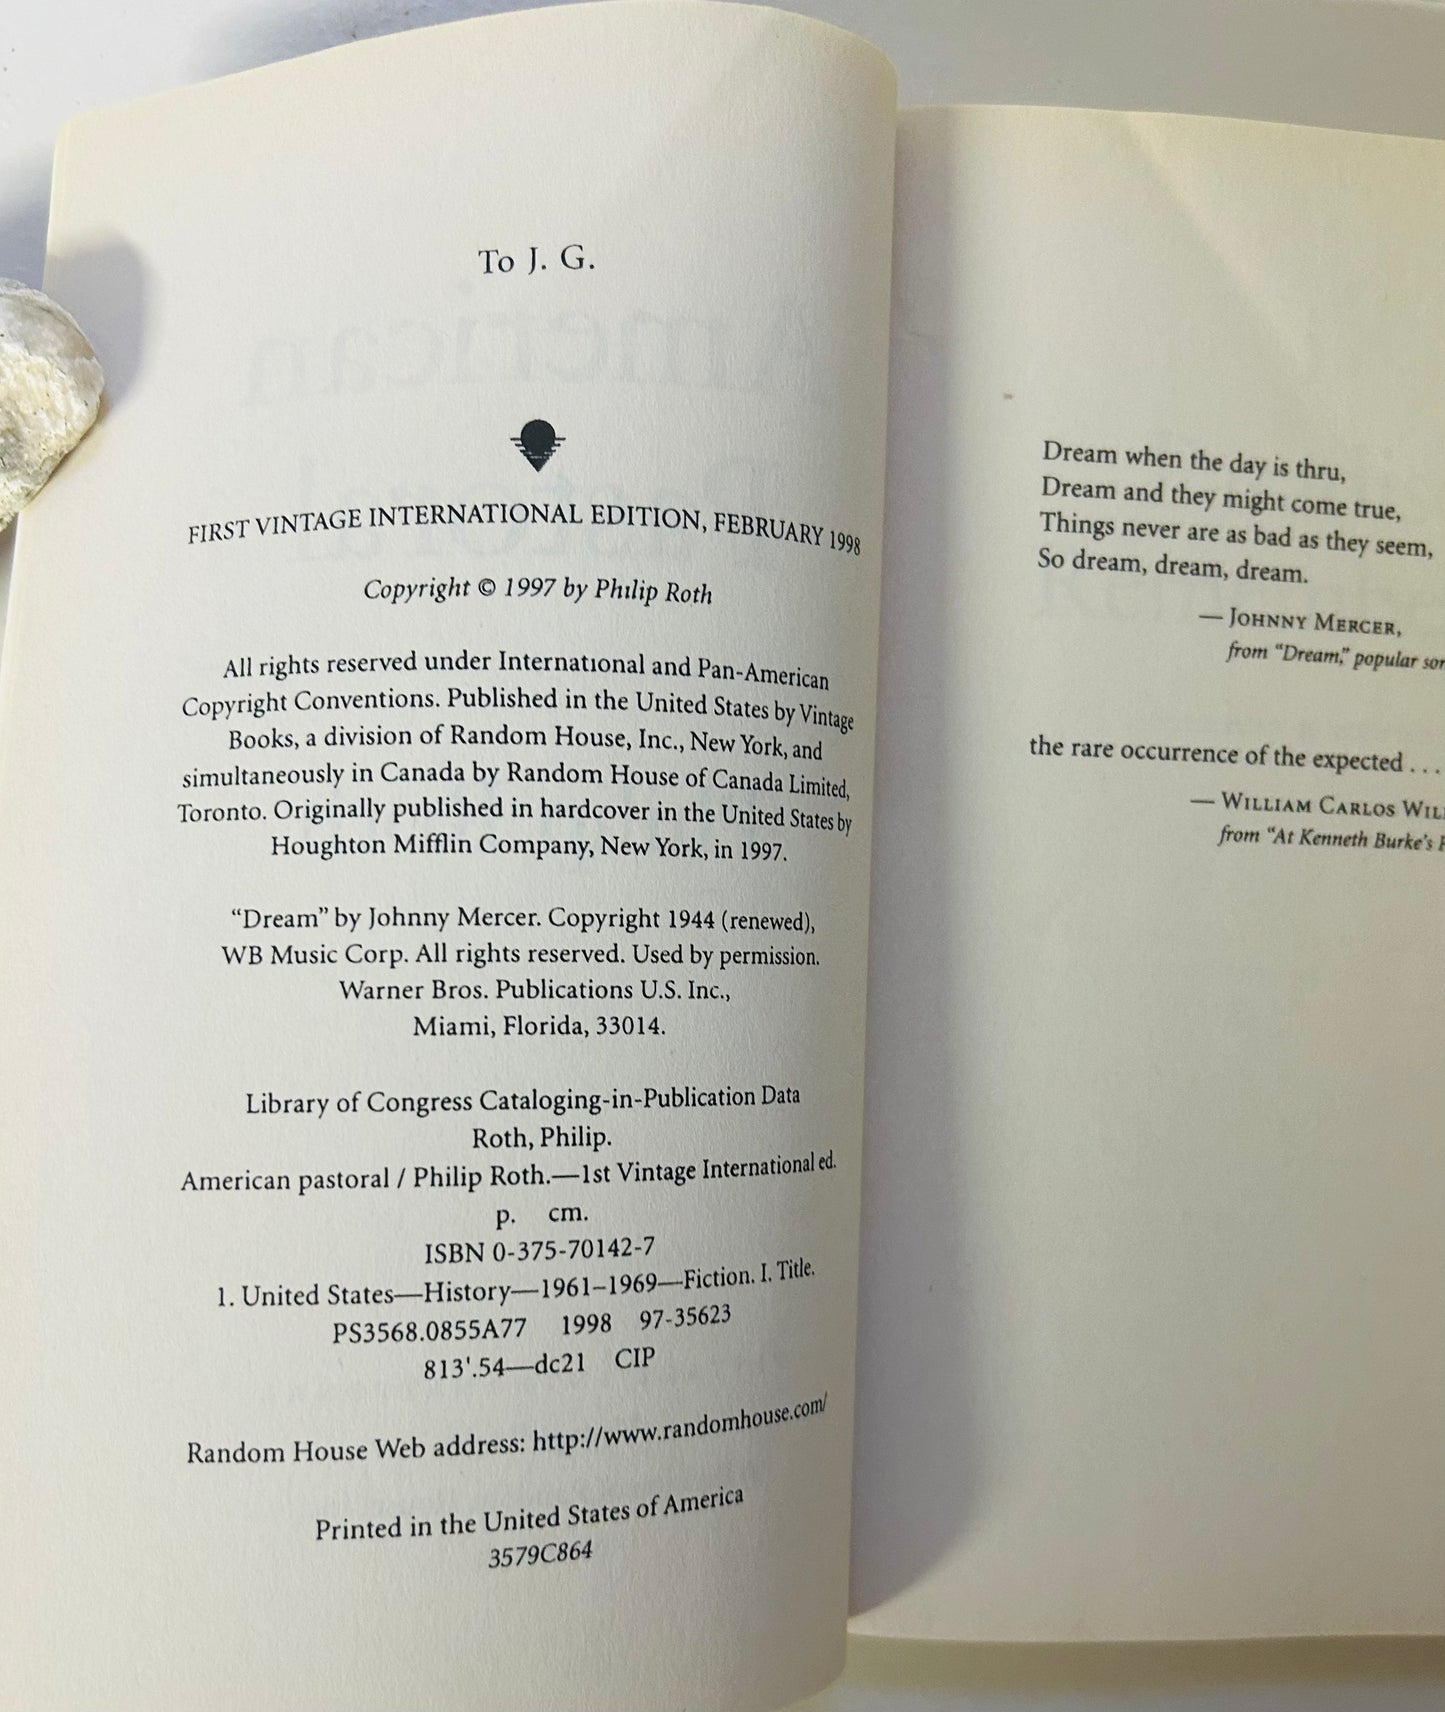 To J. G.
FIRST VINTAGE INTERNATIONAL EDITION, FEBRUARY 1998
Copyright © 1997 by Philip Roth
All rights reserved under International and Pan-American
Copyright Conventions. Published in the United States by Vintage
Books, a division of Random House, Inc., New York, and
simultaneously in Canada by Random House of Canada Limited,
Toronto. Originally published in hardcover in the United States by
Houghton Mifflin Company, New York, in 1997.
“Dream” by Johnny Mercer. Copyright 1944 (renewed),
WB Music Corp. All rights reserved. Used by permission.
Warner Bros. Publications U.S. Inc.,
Miami, Florida, 33014.
Library of Congress Cataloging-in-Publication Data
Roth, Philip.
American pastoral / Philip Roth.—1st Vintage International ed.
p. cm.
ISBN 0-375-70142-7
1. United States—History—1961–1969—Fiction. I. Title.
PS3568.0855A77 1998 97-35623
813'.54—dc21 CIP
Random House Web address: http://www.randomhouse.com/
Printed in the United States of America
3579C864
Dream when the day is thru,
Dream and they might come true,
Things never are as bad as they seem,
So dream, dream, dream.
— JOHNNY MERCER,
from “Dream,” popular
the rare occurrence of the expected . . .
— WILLIAM CARLOS
from “At Kenneth Burke’s